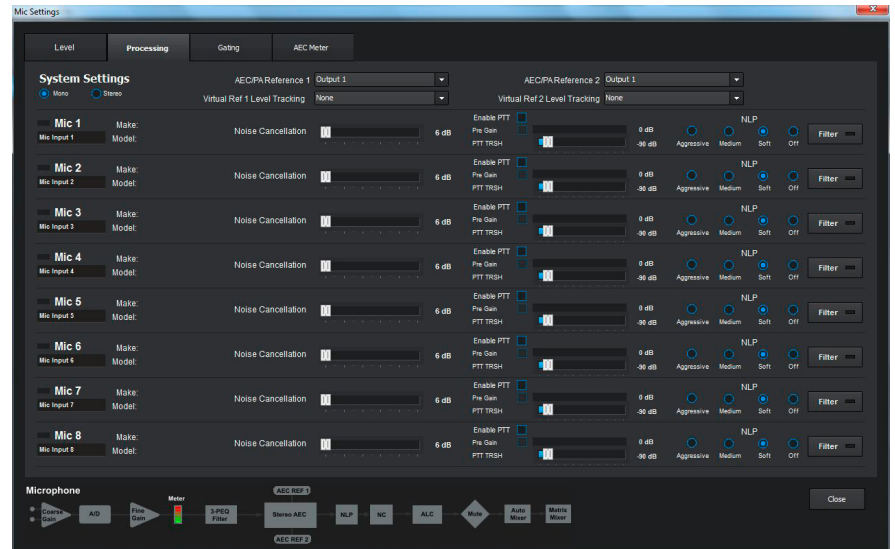 Mic Settings
Level Processing Gating AEC Meter
System Settings
Mono Stereo
AEC/PA Reference 1 Output 1
AEC/PA Reference 2 Output 1
Virtual Ref 1 Level Tracking None
Virtual Ref 2 Level Tracking None
Mic 1 Make:
Mic Input 1 Model:
Noise Cancellation 6 dB
Enable PTT
Pre Gain 0 dB
PTT TRSH -90 dB
NLP
Aggressive Medium Soft Off
Filter
Mic 2 Make:
Mic Input 2 Model:
Noise Cancellation 6 dB
Enable PTT
Pre Gain 0 dB
PTT TRSH -90 dB
NLP
Aggressive Medium Soft Off
Filter
Mic 3 Make:
Mic Input 3 Model:
Noise Cancellation 6 dB
Enable PTT
Pre Gain 0 dB
PTT TRSH -90 dB
NLP
Aggressive Medium Soft Off
Filter
Mic 4 Make:
Mic Input 4 Model:
Noise Cancellation 6 dB
Enable PTT
Pre Gain 0 dB
PTT TRSH -90 dB
NLP
Aggressive Medium Soft Off
Filter
Mic 5 Make:
Mic Input 5 Model:
Noise Cancellation 6 dB
Enable PTT
Pre Gain 0 dB
PTT TRSH -90 dB
NLP
Aggressive Medium Soft Off
Filter
Mic 6 Make:
Mic Input 6 Model:
Noise Cancellation 6 dB
Enable PTT
Pre Gain 0 dB
PTT TRSH -90 dB
NLP
Aggressive Medium Soft Off
Filter
Mic 7 Make:
Mic Input 7 Model:
Noise Cancellation 6 dB
Enable PTT
Pre Gain 0 dB
PTT TRSH -90 dB
NLP
Aggressive Medium Soft Off
Filter
Mic 8 Make:
Mic Input 8 Model:
Noise Cancellation 6 dB
Enable PTT
Pre Gain 0 dB
PTT TRSH -90 dB
NLP
Aggressive Medium Soft Off
Filter
Microphone
Coarse Gain
A/D
Fine Gain
Meter
3-PEQ Filter
AEC REF 1
Stereo AEC
AEC REF 2
NLP
NC
ALC
Mute
Auto Mixer
Matrix Mixer
Close